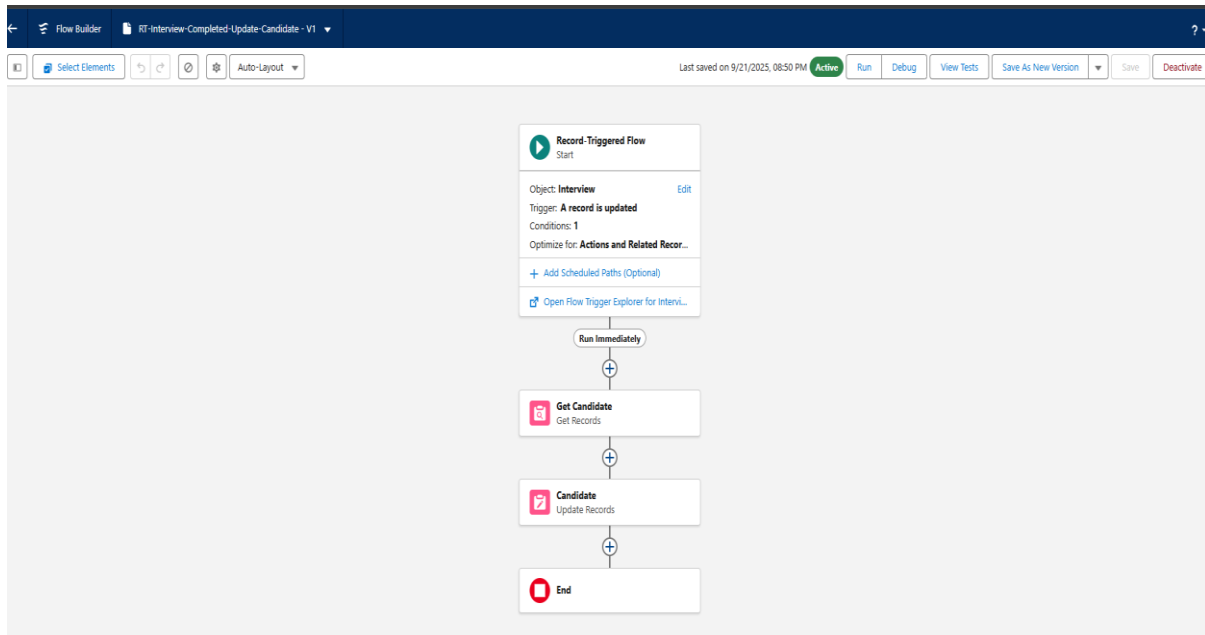 Flow Builder
RT-Interview-Completed-Update-Candidate - V1
?
Select Elements
Auto-Layout
Last saved on 9/21/2025, 08:50 PM
Active
Run
Debug
View Tests
Save As New Version
Save
Deactivate
Record-Triggered Flow
Start
Object: Interview
Edit
Trigger: A record is updated
Conditions: 1
Optimize for: Actions and Related Recor...
+ Add Scheduled Paths (Optional)
Open Flow Trigger Explorer for Intervi...
Run Immediately
Get Candidate
Get Records
Candidate
Update Records
End